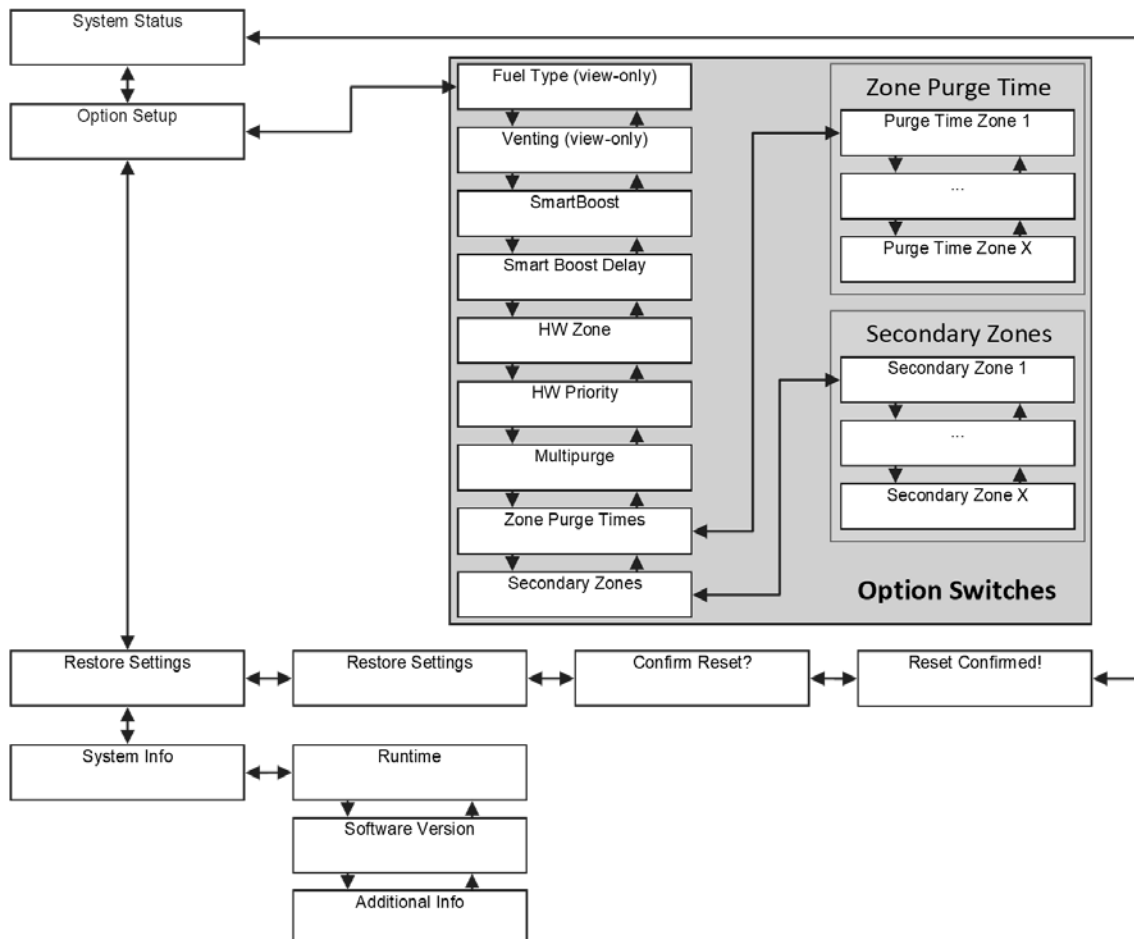 System Status
Option Setup
Fuel Type (view-only)
Venting (view-only)
SmartBoost
Smart Boost Delay
HW Zone
HW Priority
Multipurge
Zone Purge Times
Secondary Zones
Zone Purge Time
Purge Time Zone 1
...
Purge Time Zone X
Secondary Zones
Secondary Zone 1
...
Secondary Zone X
Option Switches
Restore Settings
Restore Settings
Confirm Reset?
Reset Confirmed!
System Info
Runtime
Software Version
Additional Info